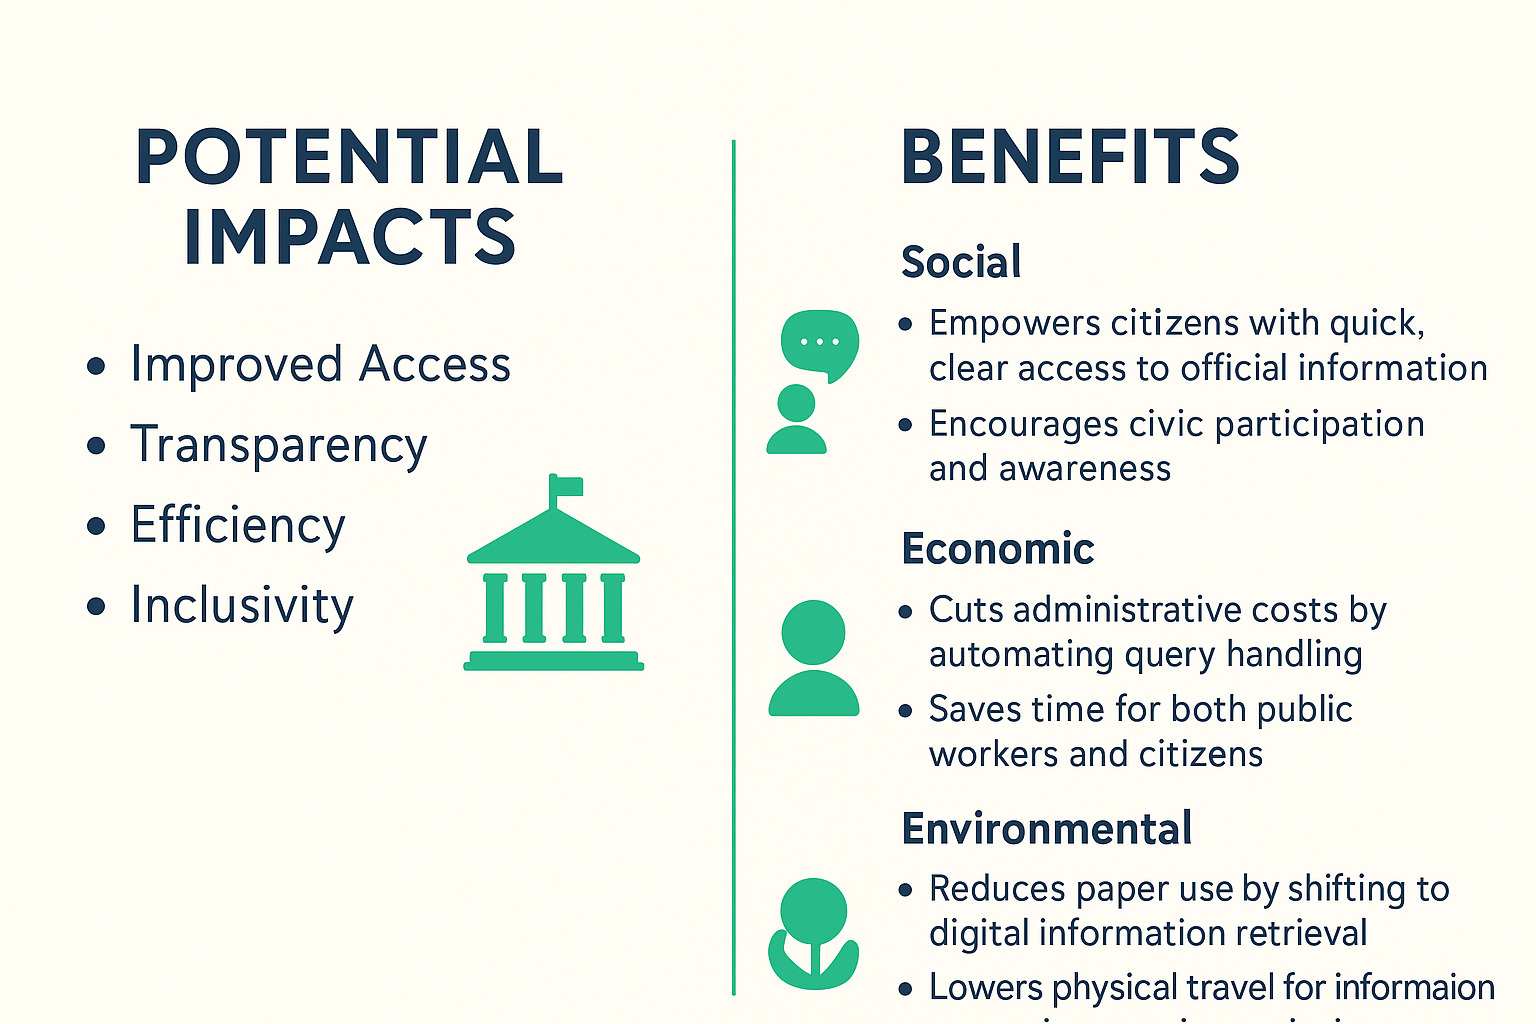 POTENTIAL
IMPACTS
• Improved Access
• Transparency
• Efficiency
• Inclusivity
BENEFITS
Social
• Empowers citizens with quick,
clear access to official information
• Encourages civic participation
and awareness
Economic
• Cuts administrative costs by
automating query handling
• Saves time for both public
workers and citizens
Environmental
• Reduces paper use by shifting to
digital information retrieval
• Lowers physical travel for informaion